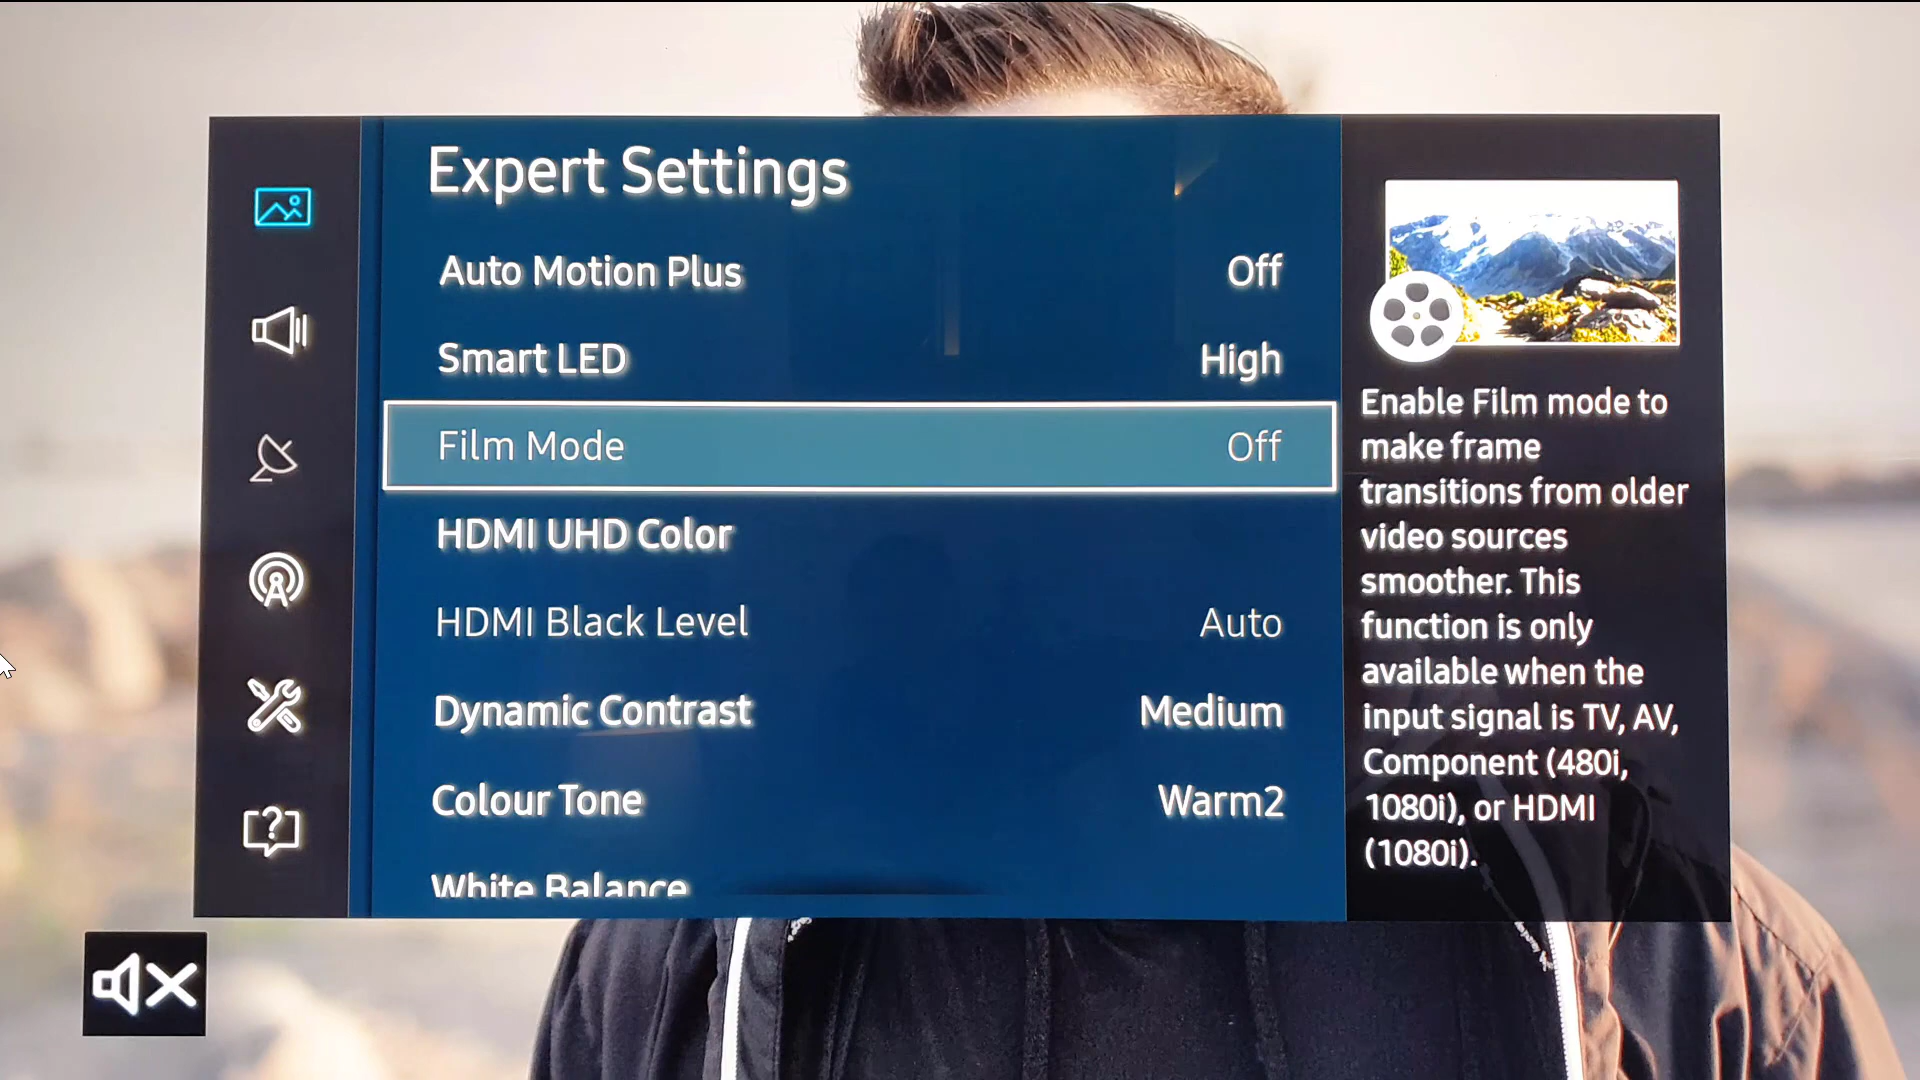 Expert Settings
Auto Motion Plus Off
Smart LED High
Film Mode Off
HDMI UHD Color
HDMI Black Level Auto
Dynamic Contrast Medium
Colour Tone Warm2
White Balance
Enable Film mode to
make frame
transitions from older
video sources
smoother. This
function is only
available when the
input signal is TV, AV,
Component (480i,
1080i), or HDMI
(1080i).